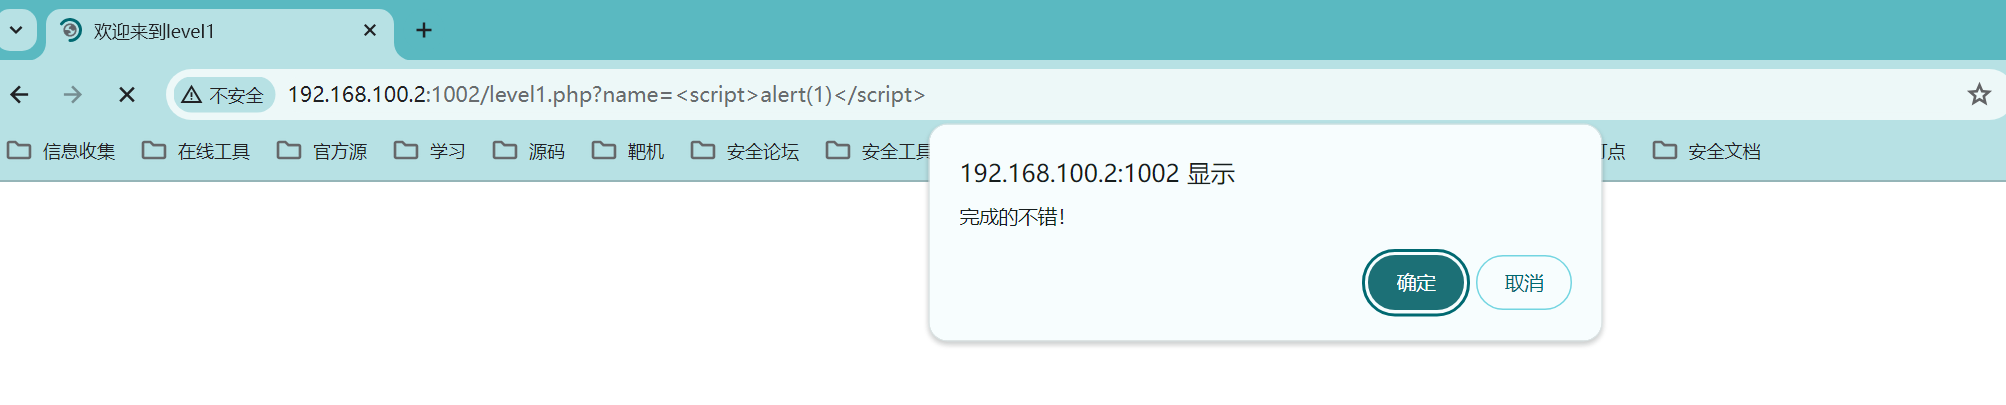 欢迎来到level1
不安全 192.168.100.2:1002/level1.php?name=<script>alert(1)</script>
信息收集 在线工具 官方源 学习 源码 靶机 安全论坛 安全工具 点 安全文档
192.168.100.2:1002 显示
完成的不错!
确定 取消